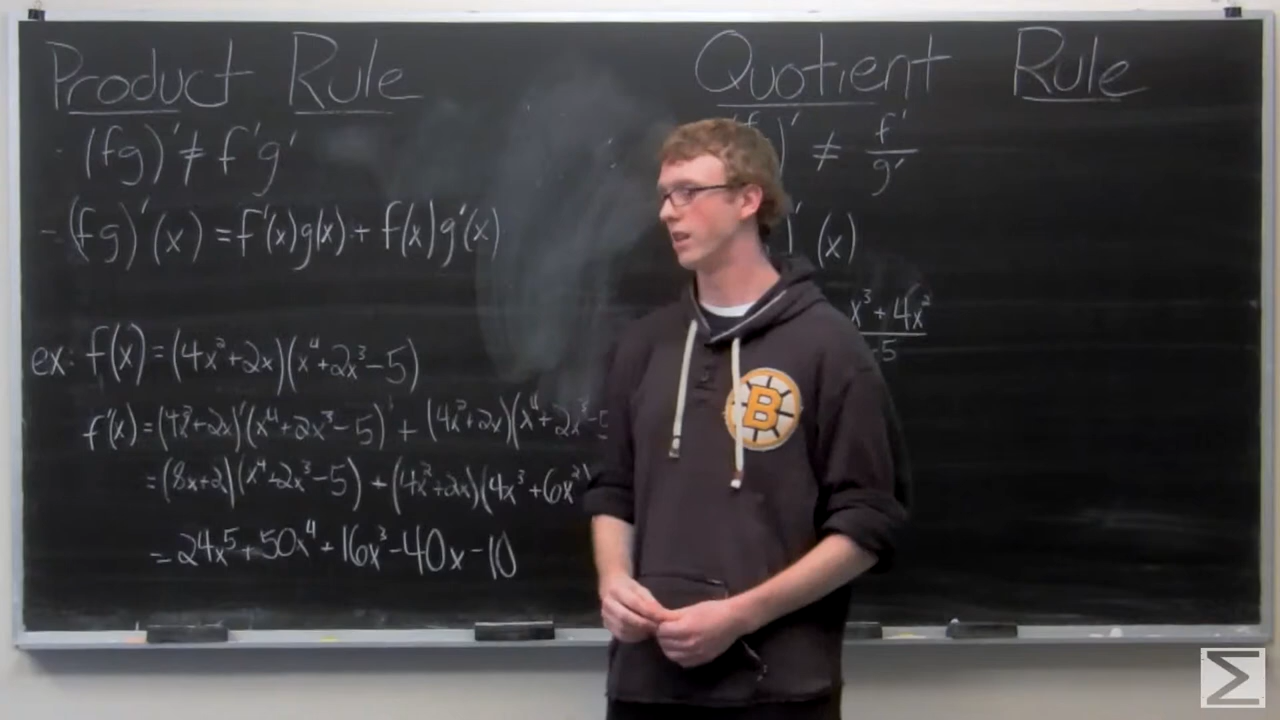 Product Rule
- (fg)' ≠ f'g'
- (fg)'(x) = f'(x)g(x) + f(x)g'(x)
ex: f(x) = (4x²+2x)(x⁴+2x³-5)
f'(x) = (4x²+2x)'(x⁴+2x³-5)' + (4x²+2x)(x⁴+2x³-5
= (8x+2)(x⁴+2x³-5) + (4x²+2x)(4x³+6x²)
= 24x⁵+50x⁴+16x³-40x-10
Quotient Rule
(f )' ≠ f'/g'
)'(x)
x³+4x²
-5
B
Σ